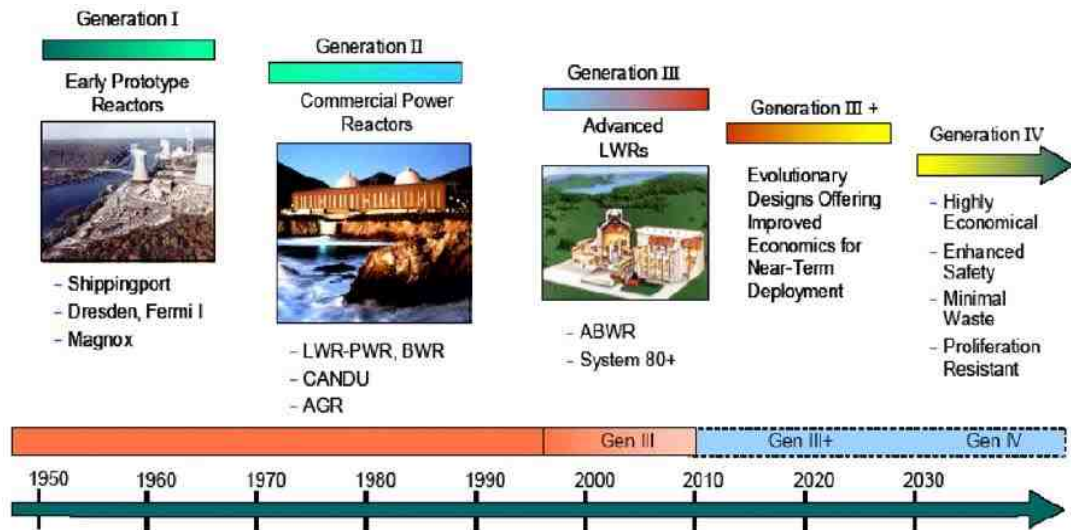 Generation I
Early Prototype
Reactors
- Shippingport
- Dresden, Fermi I
- Magnox
Generation II
Commercial Power
Reactors
- LWR-PWR, BWR
- CANDU
- AGR
Generation III
Advanced
LWRs
- ABWR
- System 80+
Generation III +
Evolutionary
Designs Offering
Improved
Economics for
Near-Term
Deployment
Generation IV
- Highly
Economical
- Enhanced
Safety
- Minimal
Waste
- Proliferation
Resistant
Gen III
Gen III+
Gen IV
1950
1960
1970
1980
1990
2000
2010
2020
2030